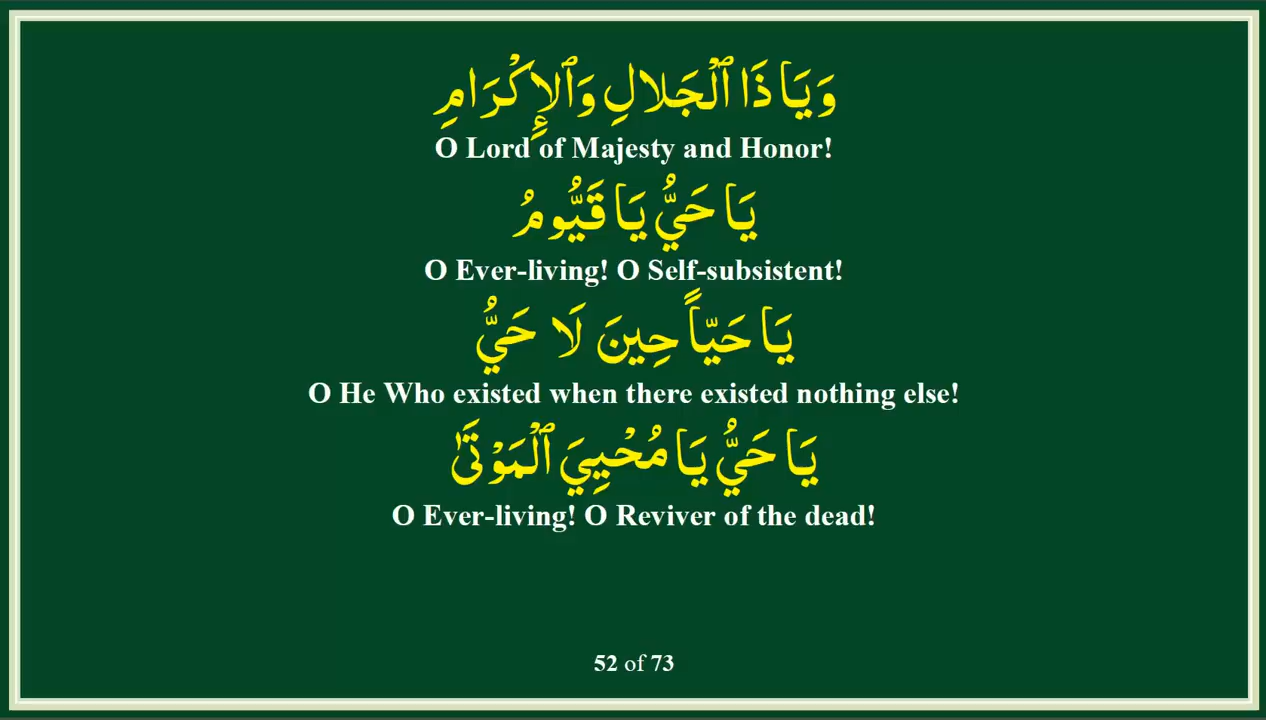 وَيَا ذَا ٱلْجَلالِ وَٱلإِكْرَامِ
O Lord of Majesty and Honor!
يَا حَيُّ يَا قَيُّومُ
O Ever-living! O Self-subsistent!
يَا حَيّاً حِينَ لَا حَيُّ
O He Who existed when there existed nothing else!
يَا حَيُّ يَا مُحْيِيَ ٱلْمَوْتَىٰ
O Ever-living! O Reviver of the dead!
52 of 73